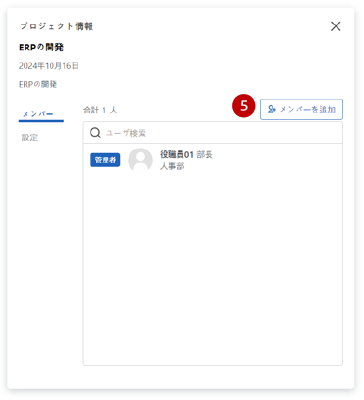 プロジェクト情報
ERPの開発
2024年10月16日
ERPの開発
メンバー
設定
合計 1 人
5
メンバーを追加
ユーザ検索
管理者
役職員01 部長
人事部